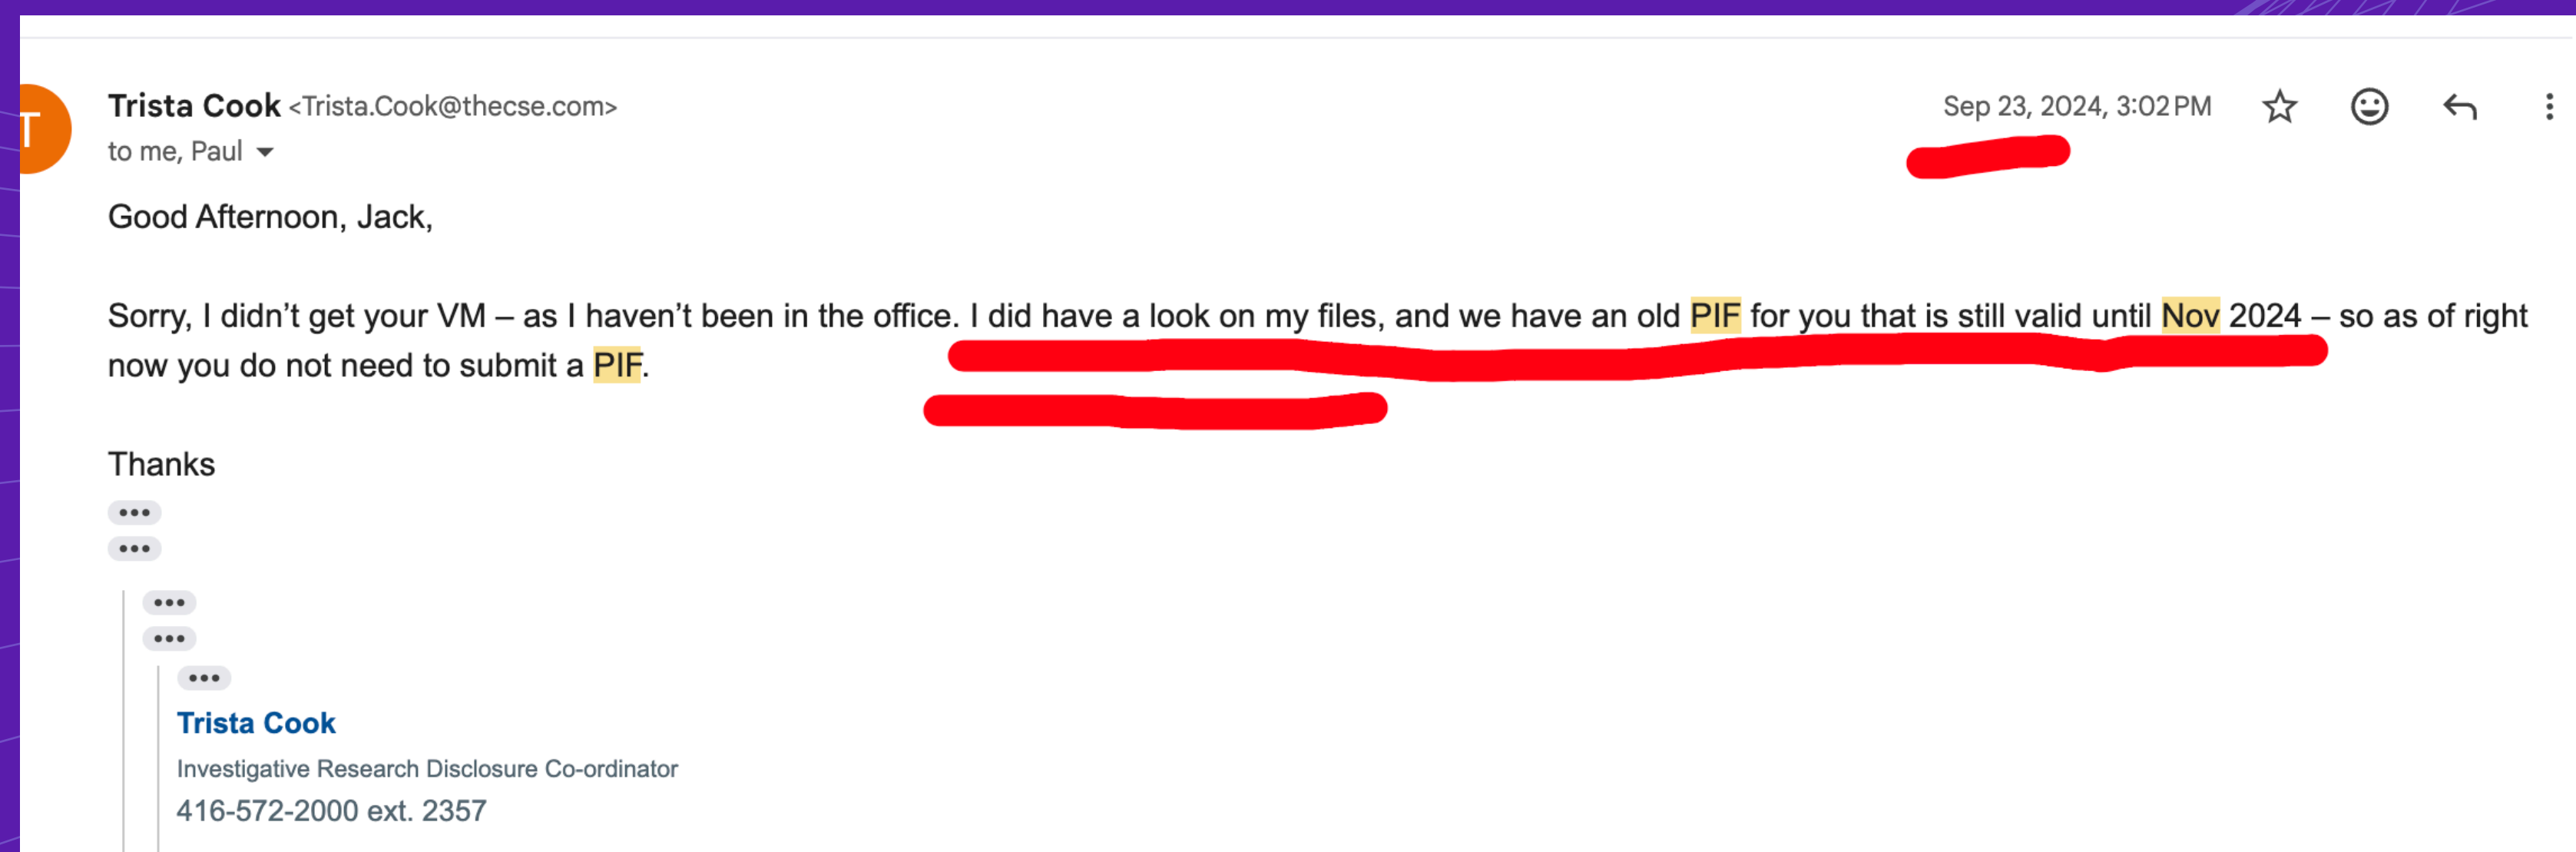 T
Trista Cook <Trista.Cook@thecse.com>
Sep 23, 2024, 3:02 PM
to me, Paul
Good Afternoon, Jack,
Sorry, I didn’t get your VM – as I haven’t been in the office. I did have a look on my files, and we have an old PIF for you that is still valid until Nov 2024 – so as of right
now you do not need to submit a PIF.
Thanks
Trista Cook
Investigative Research Disclosure Co-ordinator
416-572-2000 ext. 2357